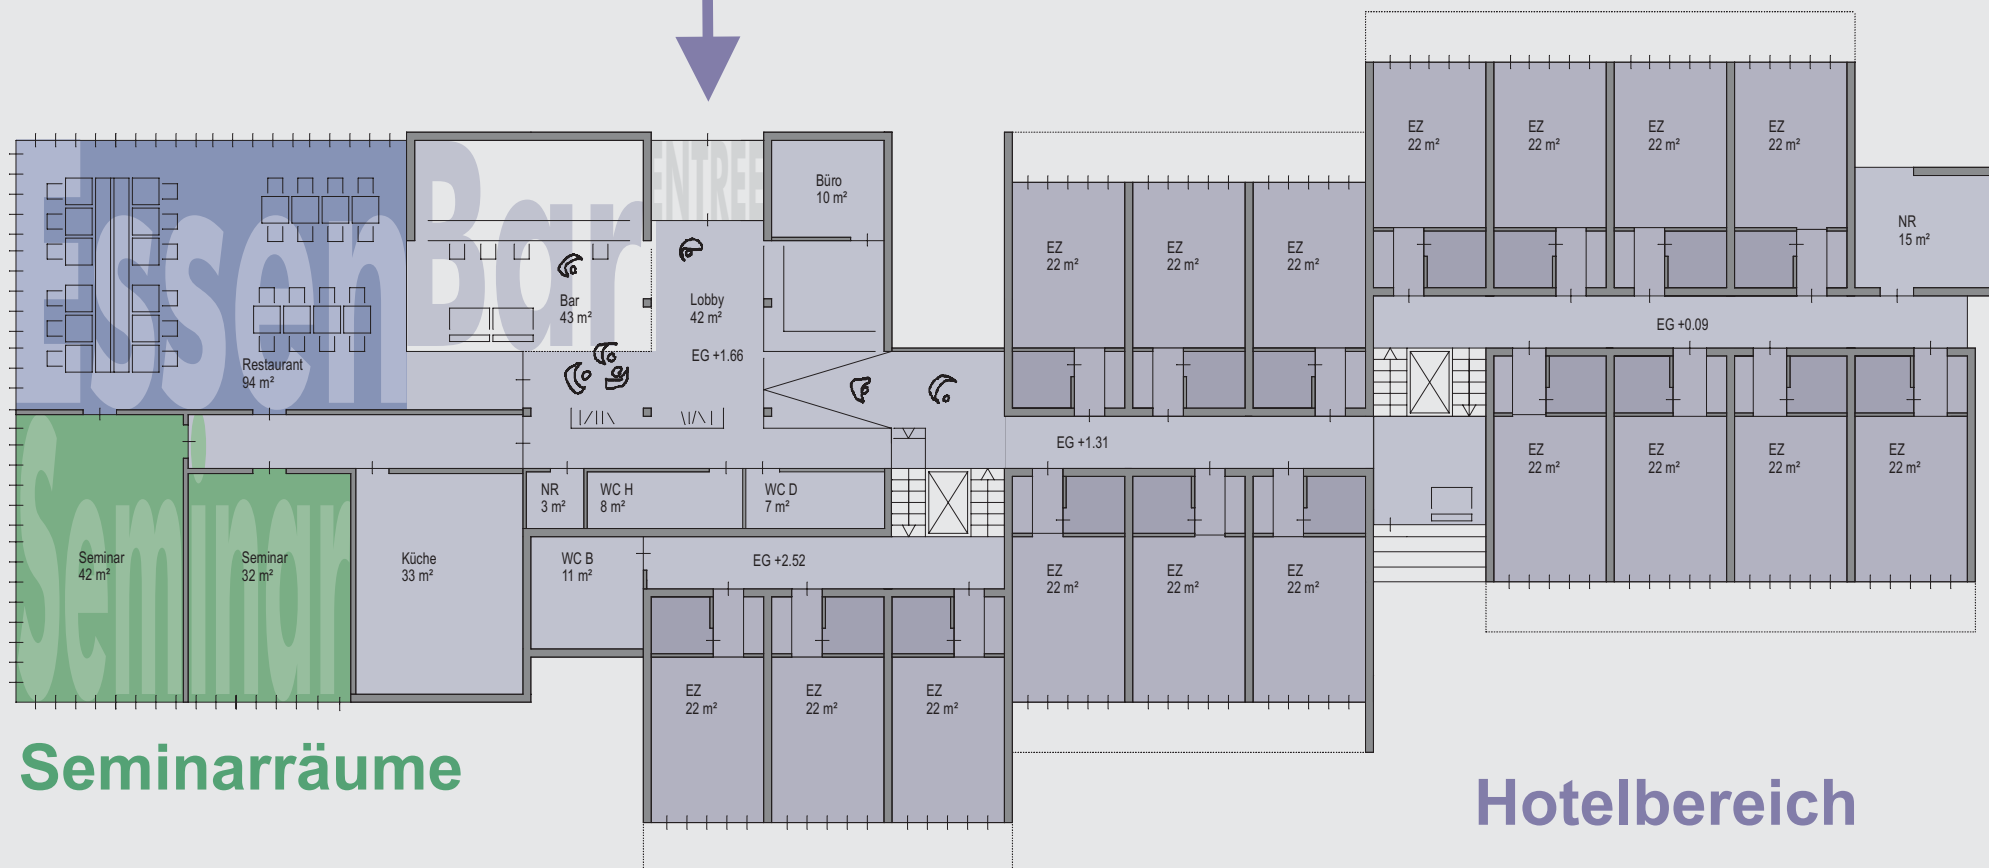 EZ
22 m²
EZ
22 m²
EZ
22 m²
EZ
22 m²
Essen
Bar
ENTREE
Büro
10 m²
NR
15 m²
EZ
22 m²
EZ
22 m²
EZ
22 m²
Bar
43 m²
Lobby
42 m²
EG +1.66
EG +0.09
Restaurant
94 m²
EG +1.31
EZ
22 m²
EZ
22 m²
EZ
22 m²
EZ
22 m²
Seminar
NR
3 m²
WC H
8 m²
WC D
7 m²
Seminar
42 m²
Seminar
32 m²
Küche
33 m²
WC B
11 m²
EG +2.52
EZ
22 m²
EZ
22 m²
EZ
22 m²
EZ
22 m²
EZ
22 m²
EZ
22 m²
Seminarräume
Hotelbereich